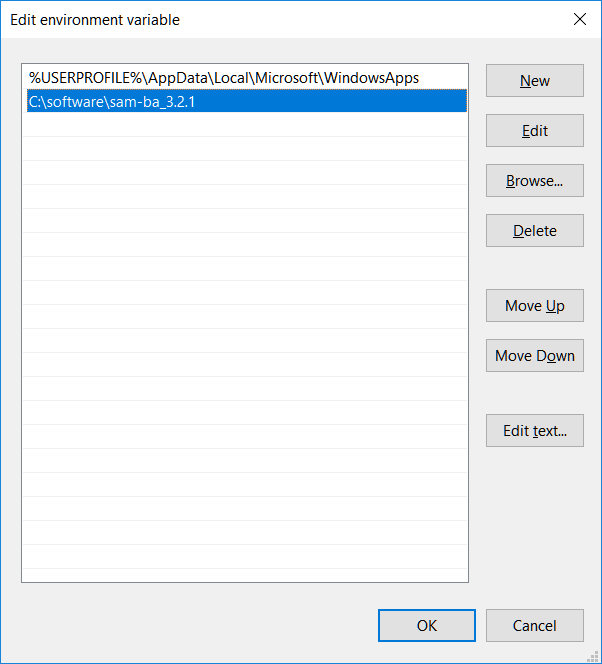 Edit environment variable
%USERPROFILE%\AppData\Local\Microsoft\WindowsApps
C:\software\sam-ba_3.2.1
New
Edit
Browse...
Delete
Move Up
Move Down
Edit text...
OK
Cancel